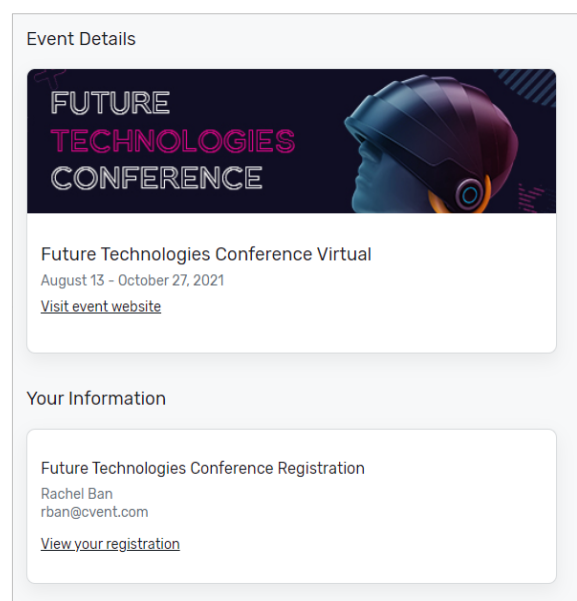 Event Details
FUTURE
TECHNOLOGIES
CONFERENCE
Future Technologies Conference Virtual
August 13 - October 27, 2021
Visit event website
Your Information
Future Technologies Conference Registration
Rachel Ban
rban@cvent.com
View your registration